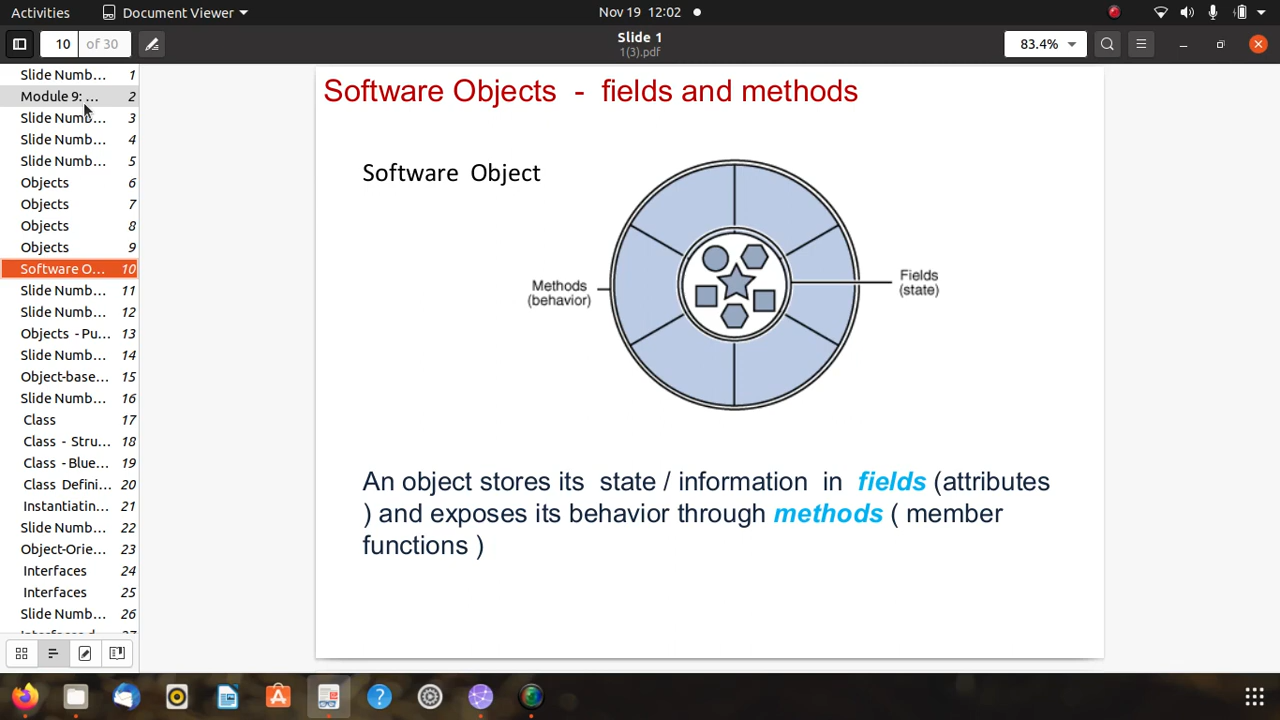 Activities
Document Viewer
Nov 19 12:02
10 of 30
Slide 1
1(3).pdf
83.4%
Slide Numb... 1
Module 9: ... 2
Slide Numb... 3
Slide Numb... 4
Slide Numb... 5
Objects 6
Objects 7
Objects 8
Objects 9
Software O... 10
Slide Numb... 11
Slide Numb... 12
Objects - Pu... 13
Slide Numb... 14
Object-base... 15
Slide Numb... 16
Class 17
Class - Stru... 18
Class - Blue... 19
Class Defini... 20
Instantiatin... 21
Slide Numb... 22
Object-Orie... 23
Interfaces 24
Interfaces 25
Slide Numb... 26
Software Objects - fields and methods
Software Object
Methods
(behavior)
Fields
(state)
An object stores its state / information in fields (attributes
) and exposes its behavior through methods ( member
functions )